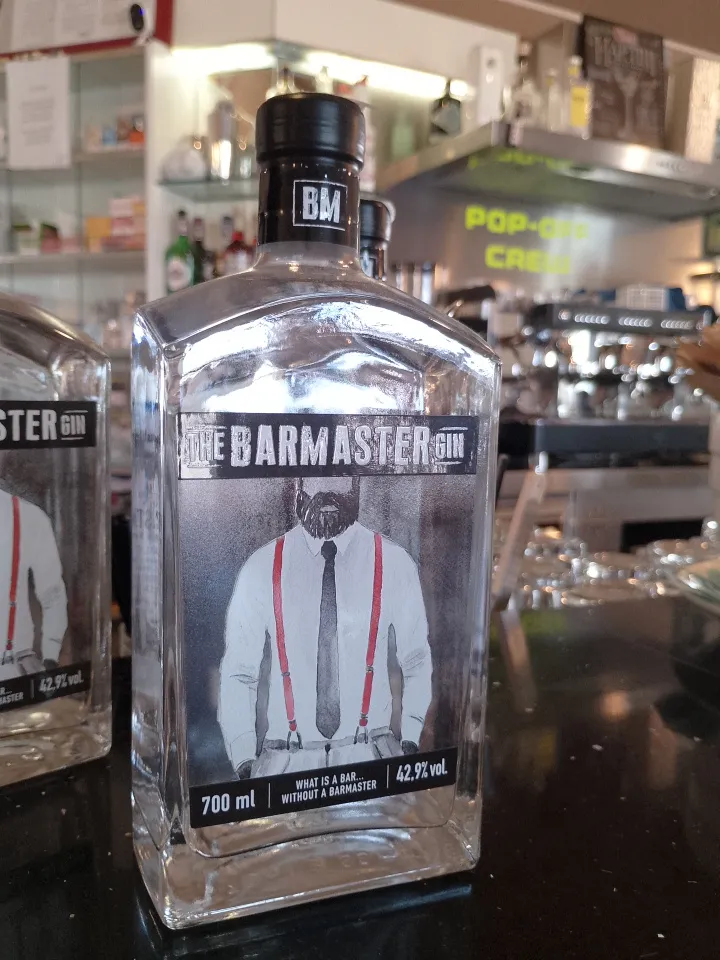 BM
THE BARMASTER GIN
700 ml
WHAT IS A BAR...
WITHOUT A BARMASTER
42,9% vol.
STER GIN
42,9% vol.
POP-
CREW